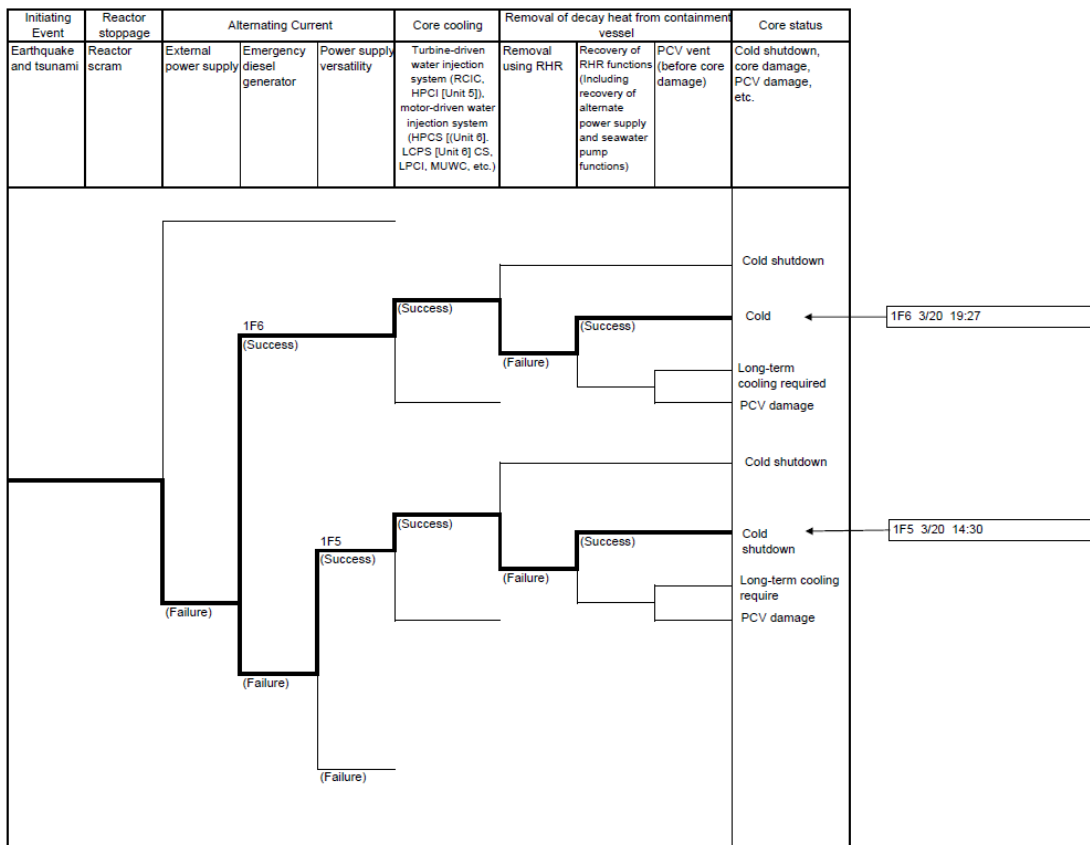 Initiating
Event
Reactor
stoppage
Alternating Current
Core cooling
Removal of decay heat from containment
vessel
Core status
Earthquake
and tsunami
Reactor
scram
External
power supply
Emergency
diesel
generator
Power supply
versatility
Turbine-driven
water injection
system (RCIC,
HPCI [Unit 5]),
motor-driven water
injection system
(HPCS [(Unit 6].
LCPS [Unit 6] CS,
LPCI, MUWC, etc.)
Removal
using RHR
Recovery of
RHR functions
(Including
recovery of
alternate
power supply
and seawater
pump
functions)
PCV vent
(before core
damage)
Cold shutdown,
core damage,
PCV damage,
etc.
Cold shutdown
(Success)
1F6
(Success)
(Success)
Cold
1F6 3/20 19:27
(Failure)
Long-term
cooling required
PCV damage
Cold shutdown
(Success)
1F5
(Success)
(Success)
Cold
shutdown
1F5 3/20 14:30
(Failure)
Long-term cooling
require
(Failure)
PCV damage
(Failure)
(Failure)